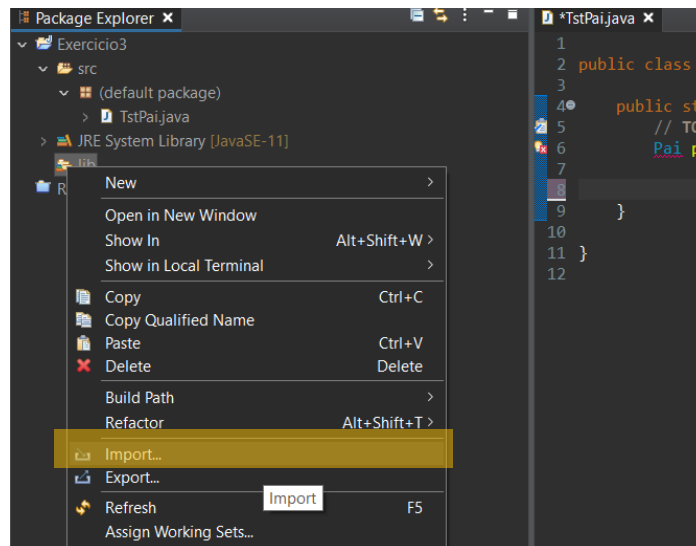 Package Explorer
Exercicio3
src
(default package)
TstPai.java
JRE System Library [JavaSE-11]
lib
R
New
Open in New Window
Show In Alt+Shift+W
Show in Local Terminal
Copy Ctrl+C
Copy Qualified Name
Paste Ctrl+V
Delete Delete
Build Path
Refactor Alt+Shift+T
Import...
Export...
Import
Refresh F5
Assign Working Sets...
*TstPai.java
1
2 public class
3
4 public st
5 // TO
6 Pai p
7
8
9 }
10
11 }
12